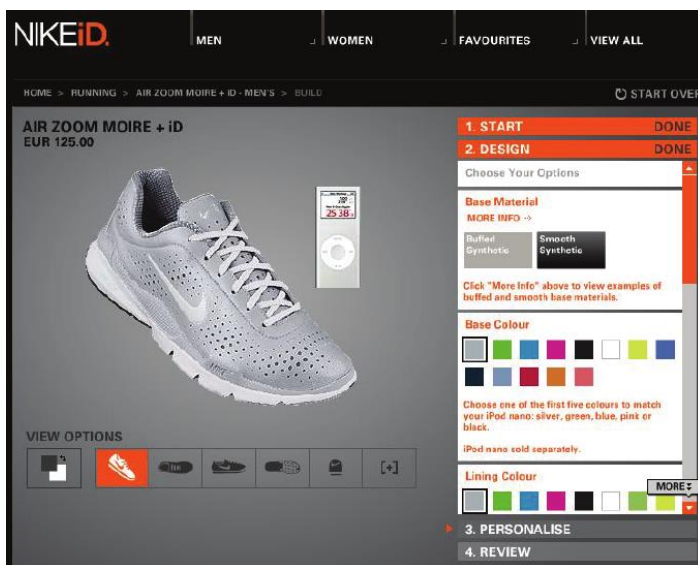 NIKEiD.
MEN
WOMEN
FAVOURITES
VIEW ALL
HOME > RUNNING > AIR ZOOM MOIRE + iD - MEN'S > BUILD
START OVER
AIR ZOOM MOIRE + iD
EUR 125.00
25 38
VIEW OPTIONS
[+]
1. START DONE
2. DESIGN DONE
Choose Your Options
Base Material
MORE INFO
Buffed Synthetic
Smooth Synthetic
Click "More Info" above to view examples of
buffed and smooth base materials.
Base Colour
Choose one of the first five colours to match
your iPod nano: silver, green, blue, pink or
black.
iPod nano sold separately.
Lining Colour
MORE
3. PERSONALISE
4. REVIEW